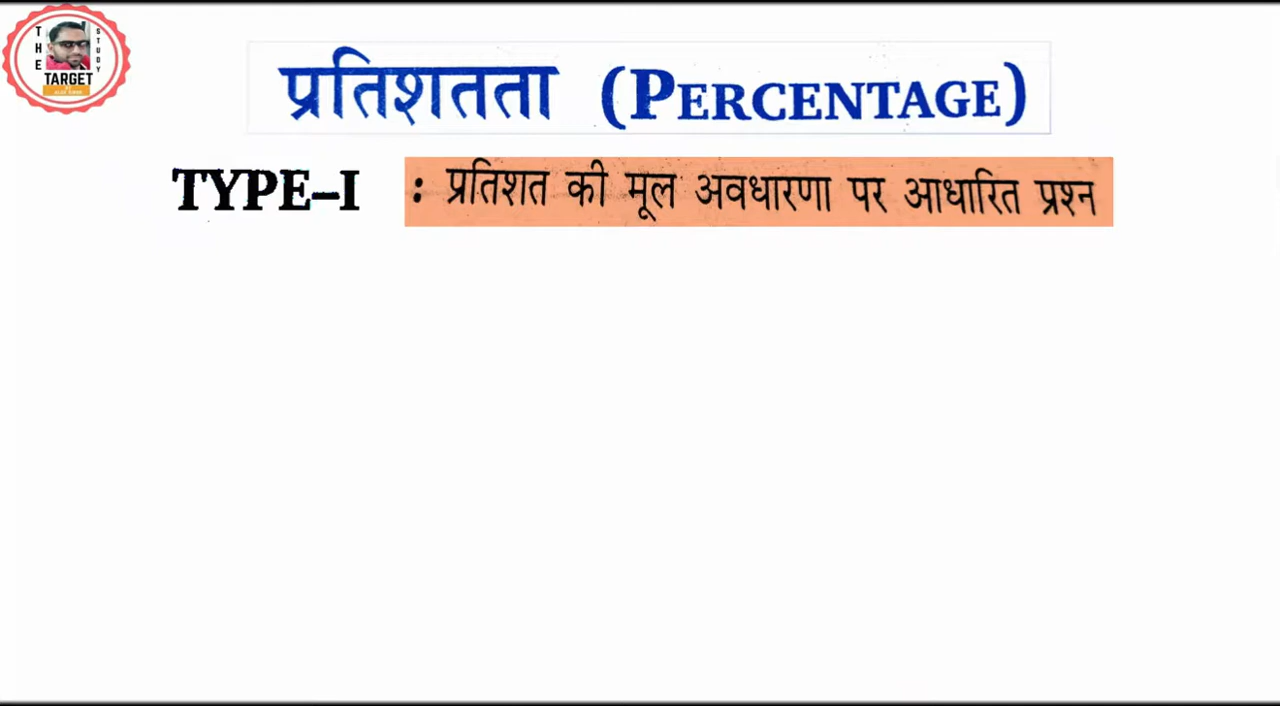 THE
STUDY
TARGET
प्रतिशतता (PERCENTAGE)
TYPE–I : प्रतिशत की मूल अवधारणा पर आधारित प्रश्न